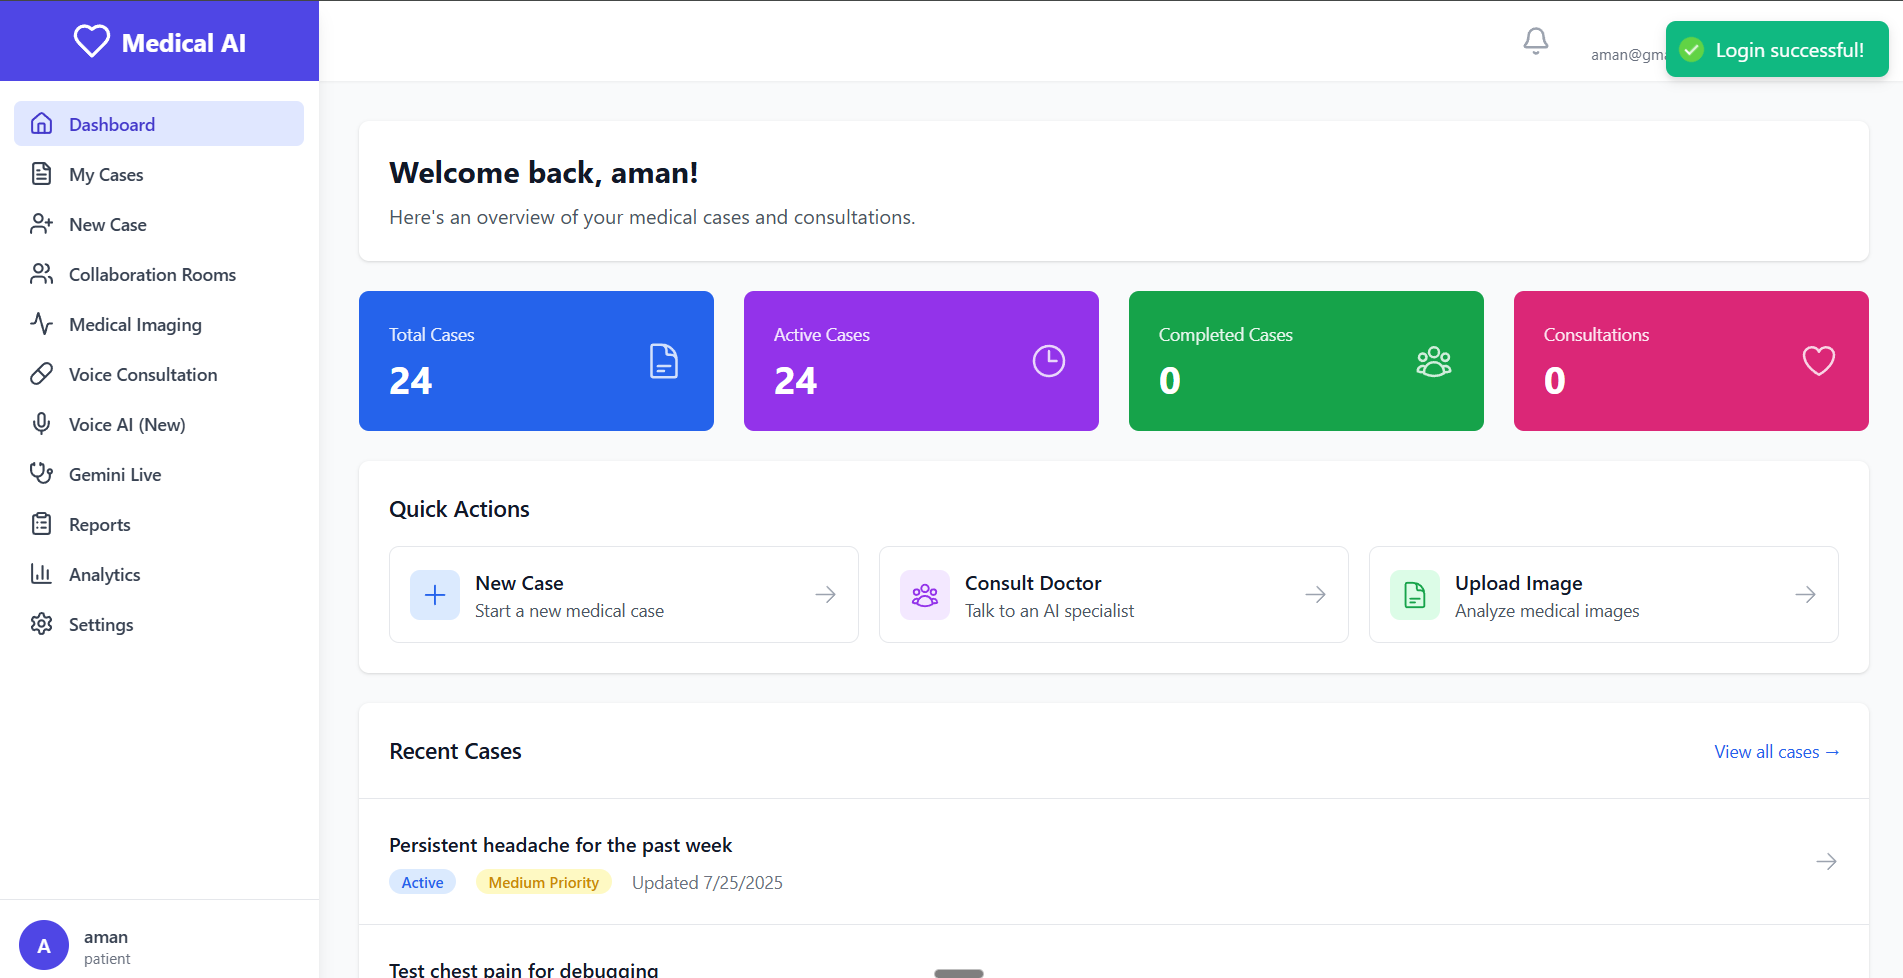 Medical AI
aman@gma
Login successful!
Dashboard
My Cases
New Case
Collaboration Rooms
Medical Imaging
Voice Consultation
Voice AI (New)
Gemini Live
Reports
Analytics
Settings
A
aman
patient
Welcome back, aman!
Here's an overview of your medical cases and consultations.
Total Cases
24
Active Cases
24
Completed Cases
0
Consultations
0
Quick Actions
New Case
Start a new medical case
Consult Doctor
Talk to an AI specialist
Upload Image
Analyze medical images
Recent Cases
View all cases →
Persistent headache for the past week
Active
Medium Priority
Updated 7/25/2025
Test chest pain for debugging